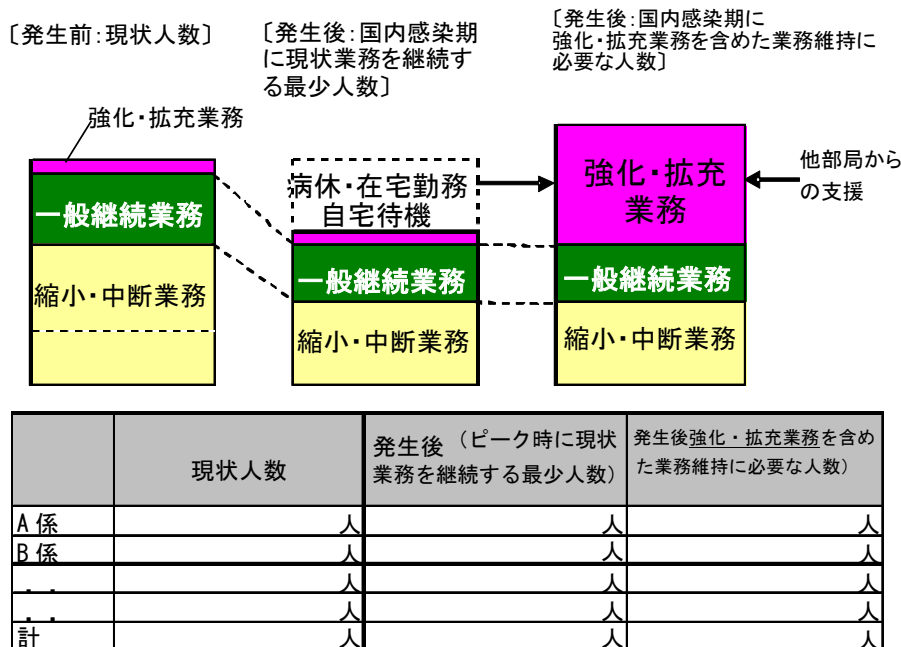 〔発生前:現状人数〕
〔発生後:国内感染期
に現状業務を継続す
る最少人数〕
〔発生後:国内感染期に
強化・拡充業務を含めた業務維持に
必要な人数〕
強化・拡充業務
一般継続業務
縮小・中断業務
病休・在宅勤務
自宅待機
一般継続業務
縮小・中断業務
強化・拡充
業務
一般継続業務
縮小・中断業務
他部局から
の支援
現状人数
発生後（ピーク時に現状
業務を継続する最少人数）
発生後強化・拡充業務を含め
た業務維持に必要な人数）
A係 人 人 人
B係 人 人 人
．． 人 人 人
．． 人 人 人
計 人 人 人